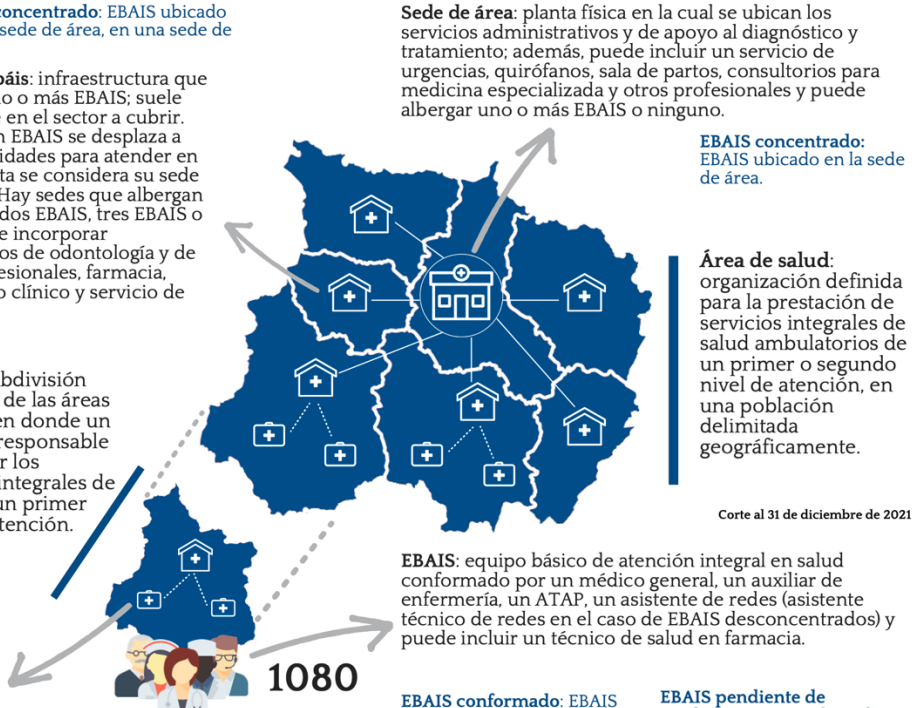 concentrado: EBAIS ubicado
sede de área, en una sede de
báis: infraestructura que
o o más EBAIS; suele
en el sector a cubrir.
n EBAIS se desplaza a
idades para atender en
ta se considera su sede
Hay sedes que albergan
dos EBAIS, tres EBAIS o
e incorporar
os de odontología y de
esionales, farmacia,
o clínico y servicio de
bdivisión
de las áreas
en donde un
responsable
r los
integrales de
un primer
tención.
Sede de área: planta física en la cual se ubican los
servicios administrativos y de apoyo al diagnóstico y
tratamiento; además, puede incluir un servicio de
urgencias, quirófanos, sala de partos, consultorios para
medicina especializada y otros profesionales y puede
albergar uno o más EBAIS o ninguno.
EBAIS concentrado:
EBAIS ubicado en la sede
de área.
Área de salud:
organización definida
para la prestación de
servicios integrales de
salud ambulatorios de
un primer o segundo
nivel de atención, en
una población
delimitada
geográficamente.
Corte al 31 de diciembre de 2021
EBAIS: equipo básico de atención integral en salud
conformado por un médico general, un auxiliar de
enfermería, un ATAP, un asistente de redes (asistente
técnico de redes en el caso de EBAIS desconcentrados) y
puede incluir un técnico de salud en farmacia.
1080
EBAIS conformado: EBAIS
EBAIS pendiente de